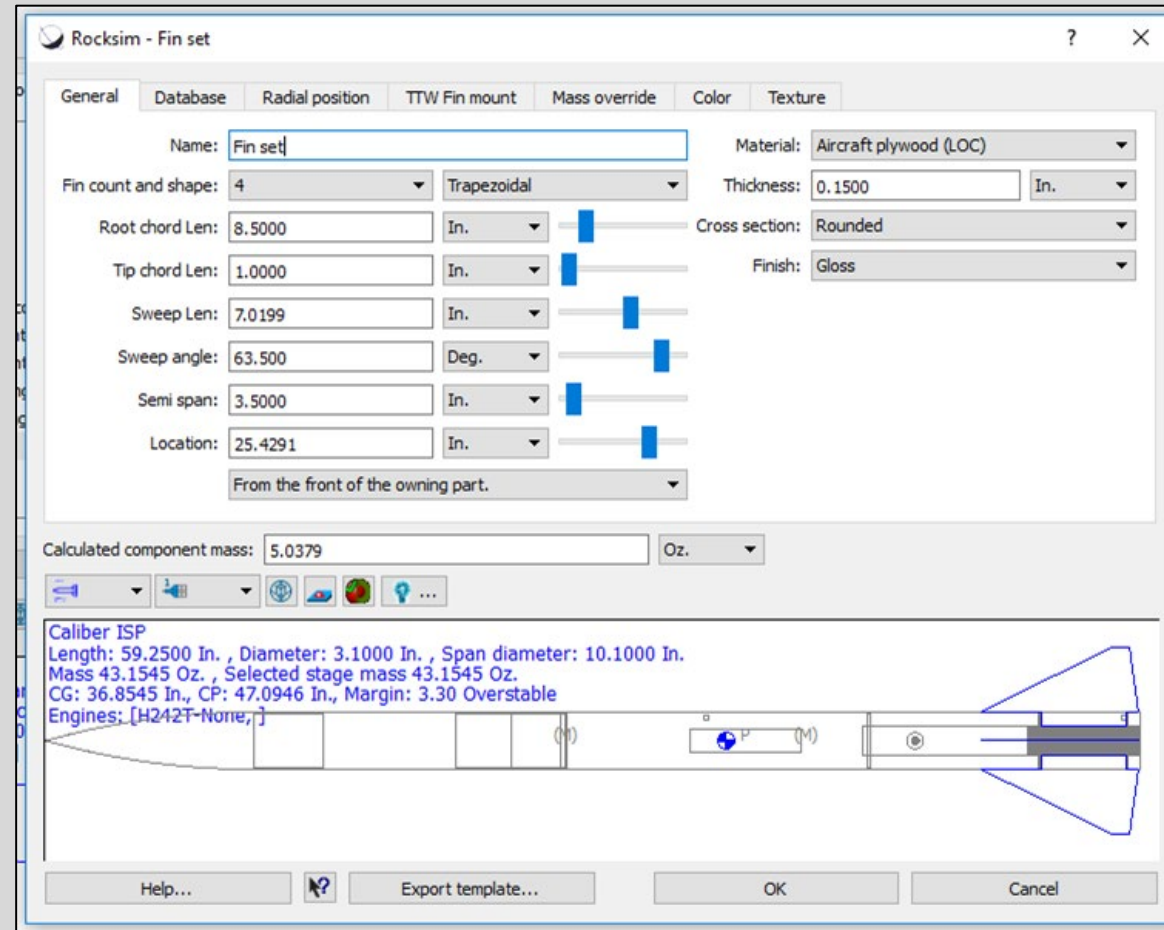 Rocksim - Fin set ?
General Database Radial position TTW Fin mount Mass override Color Texture
Name: Fin set Material: Aircraft plywood (LOC)
Fin count and shape: 4 Trapezoidal Thickness: 0.1500 In.
Root chord Len: 8.5000 In. Cross section: Rounded
Tip chord Len: 1.0000 In. Finish: Gloss
Sweep Len: 7.0199 In.
Sweep angle: 63.500 Deg.
Semi span: 3.5000 In.
Location: 25.4291 In.
From the front of the owning part.
Calculated component mass: 5.0379 Oz.
1 ? ...
Caliber ISP
Length: 59.2500 In. , Diameter: 3.1000 In. , Span diameter: 10.1000 In.
Mass 43.1545 Oz. , Selected stage mass 43.1545 Oz.
CG: 36.8545 In., CP: 47.0946 In., Margin: 3.30 Overstable
Engines: [H242T-None, ]
(M) P (M)
Help... ? Export template... OK Cancel